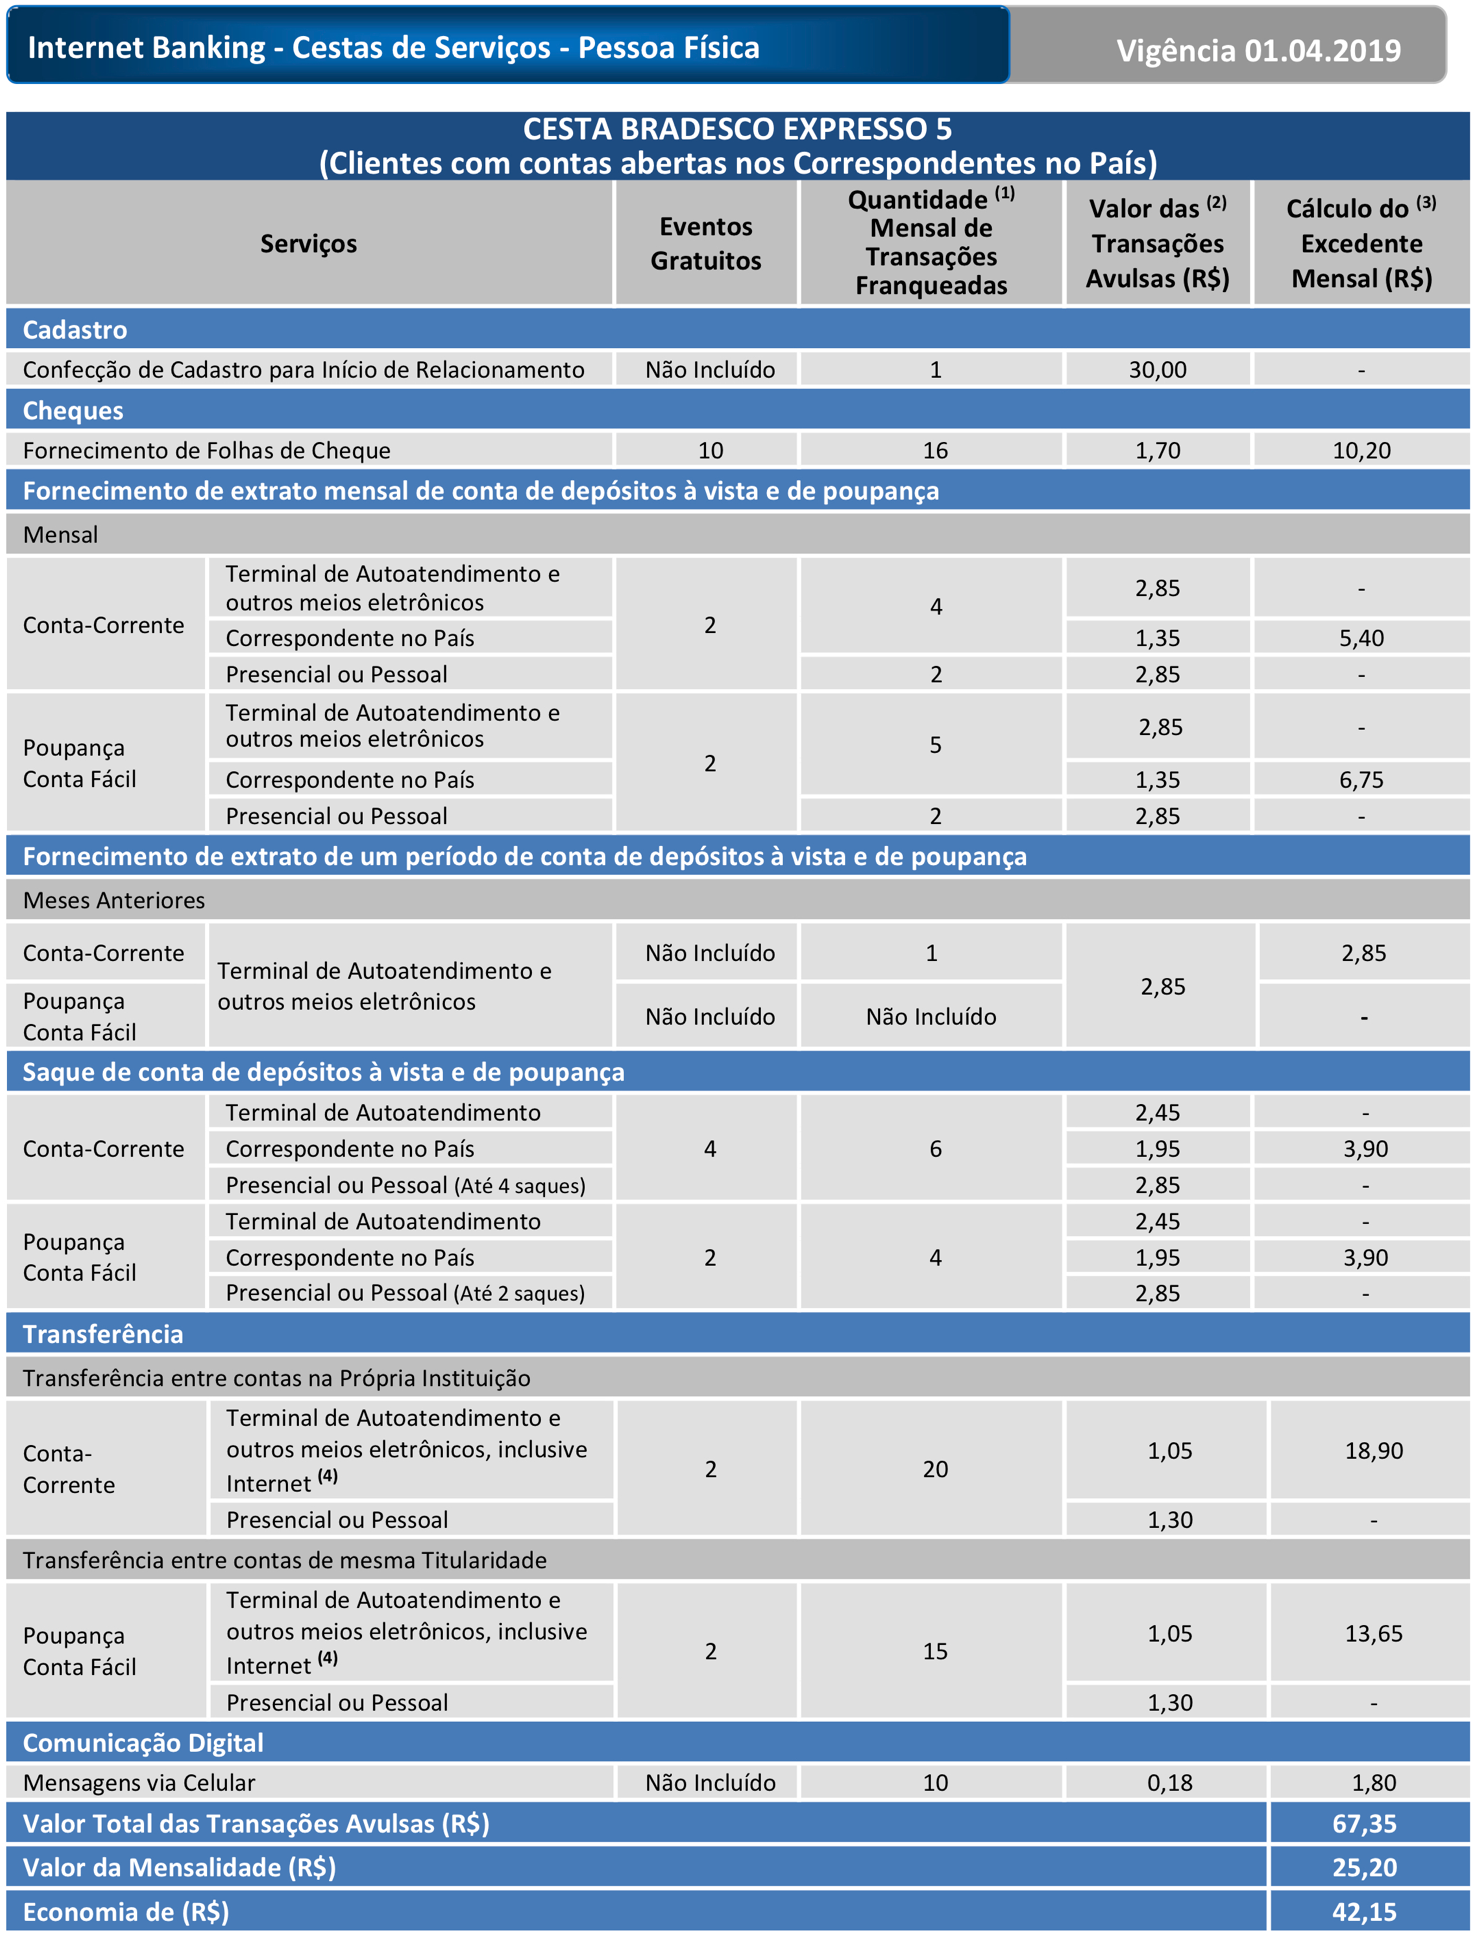 Internet Banking - Cestas de Serviços - Pessoa Física
Vigência 01.04.2019
CESTA BRADESCO EXPRESSO 5
(Clientes com contas abertas nos Correspondentes no País)
Serviços
Eventos
Gratuitos
Quantidade (1)
Mensal de
Transações
Franqueadas
Valor das (2)
Transações
Avulsas (R$)
Cálculo do (3)
Excedente
Mensal (R$)
Cadastro
Confecção de Cadastro para Início de Relacionamento Não Incluído 1 30,00 -
Cheques
Fornecimento de Folhas de Cheque 10 16 1,70 10,20
Fornecimento de extrato mensal de conta de depósitos à vista e de poupança
Mensal
Conta-Corrente
Terminal de Autoatendimento e
outros meios eletrônicos
2
4
2,85 -
Correspondente no País 1,35 5,40
Presencial ou Pessoal 2 2,85 -
Poupança
Conta Fácil
Terminal de Autoatendimento e
outros meios eletrônicos
2
5
2,85 -
Correspondente no País 1,35 6,75
Presencial ou Pessoal 2 2,85 -
Fornecimento de extrato de um período de conta de depósitos à vista e de poupança
Meses Anteriores
Conta-Corrente
Terminal de Autoatendimento e
outros meios eletrônicos
Não Incluído 1
2,85
2,85
Poupança
Conta Fácil
Não Incluído Não Incluído -
Saque de conta de depósitos à vista e de poupança
Conta-Corrente
Terminal de Autoatendimento
4
6
2,45 -
Correspondente no País 1,95 3,90
Presencial ou Pessoal (Até 4 saques) 2,85 -
Poupança
Conta Fácil
Terminal de Autoatendimento
2
4
2,45 -
Correspondente no País 1,95 3,90
Presencial ou Pessoal (Até 2 saques) 2,85 -
Transferência
Transferência entre contas na Própria Instituição
Conta-
Corrente
Terminal de Autoatendimento e
outros meios eletrônicos, inclusive
Internet (4)
2
20
1,05 18,90
Presencial ou Pessoal 1,30 -
Transferência entre contas de mesma Titularidade
Poupança
Conta Fácil
Terminal de Autoatendimento e
outros meios eletrônicos, inclusive
Internet (4)
2
15
1,05 13,65
Presencial ou Pessoal 1,30 -
Comunicação Digital
Mensagens via Celular Não Incluído 10 0,18 1,80
Valor Total das Transações Avulsas (R$) 67,35
Valor da Mensalidade (R$) 25,20
Economia de (R$) 42,15